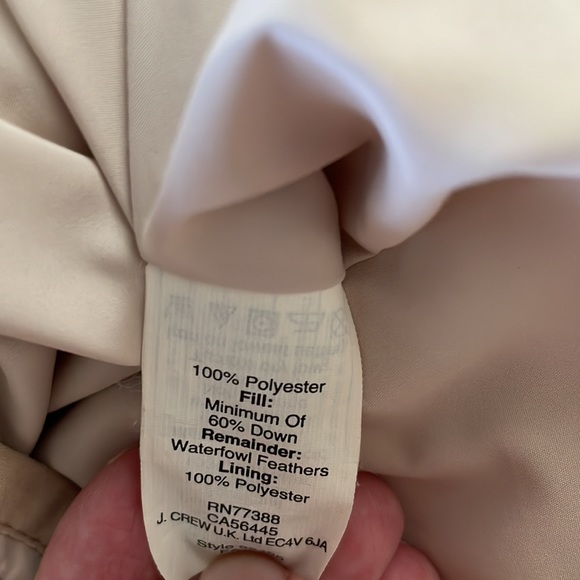 100% Polyester
Fill:
Minimum Of
60% Down
Remainder:
Waterfowl Feathers
Lining:
100% Polyester
RN77388
CA56445
J. CREW U.K. Ltd EC4V 6JA
Style